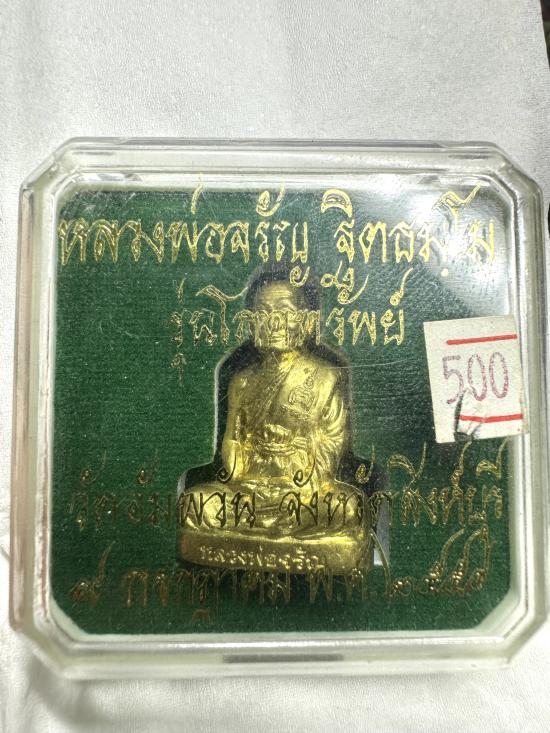 หลวงพ่อจรัญ ฐิตธมฺโม
รุ่นโภคทรัพย์
500
วัดอัมพวัน จังหวัดสิงห์บุรี
หลวงพ่อจรัญ
กรกฎาคม พ.ศ.